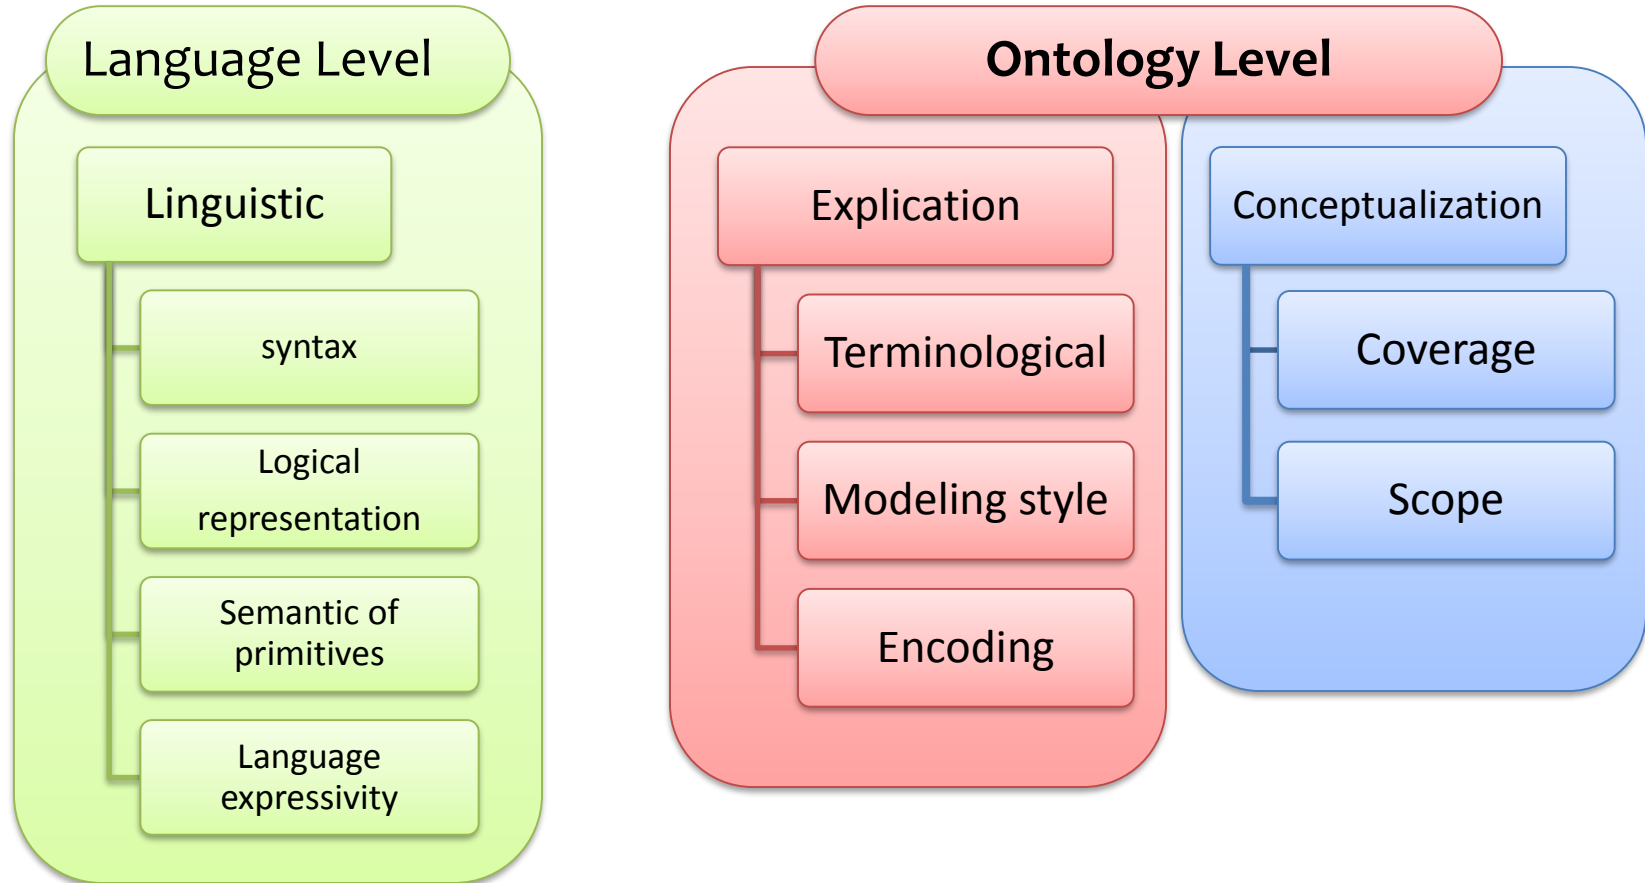 Language Level
Linguistic
syntax
Logical
representation
Semantic of
primitives
Language
expressivity
Ontology Level
Explication
Terminological
Modeling style
Encoding
Conceptualization
Coverage
Scope